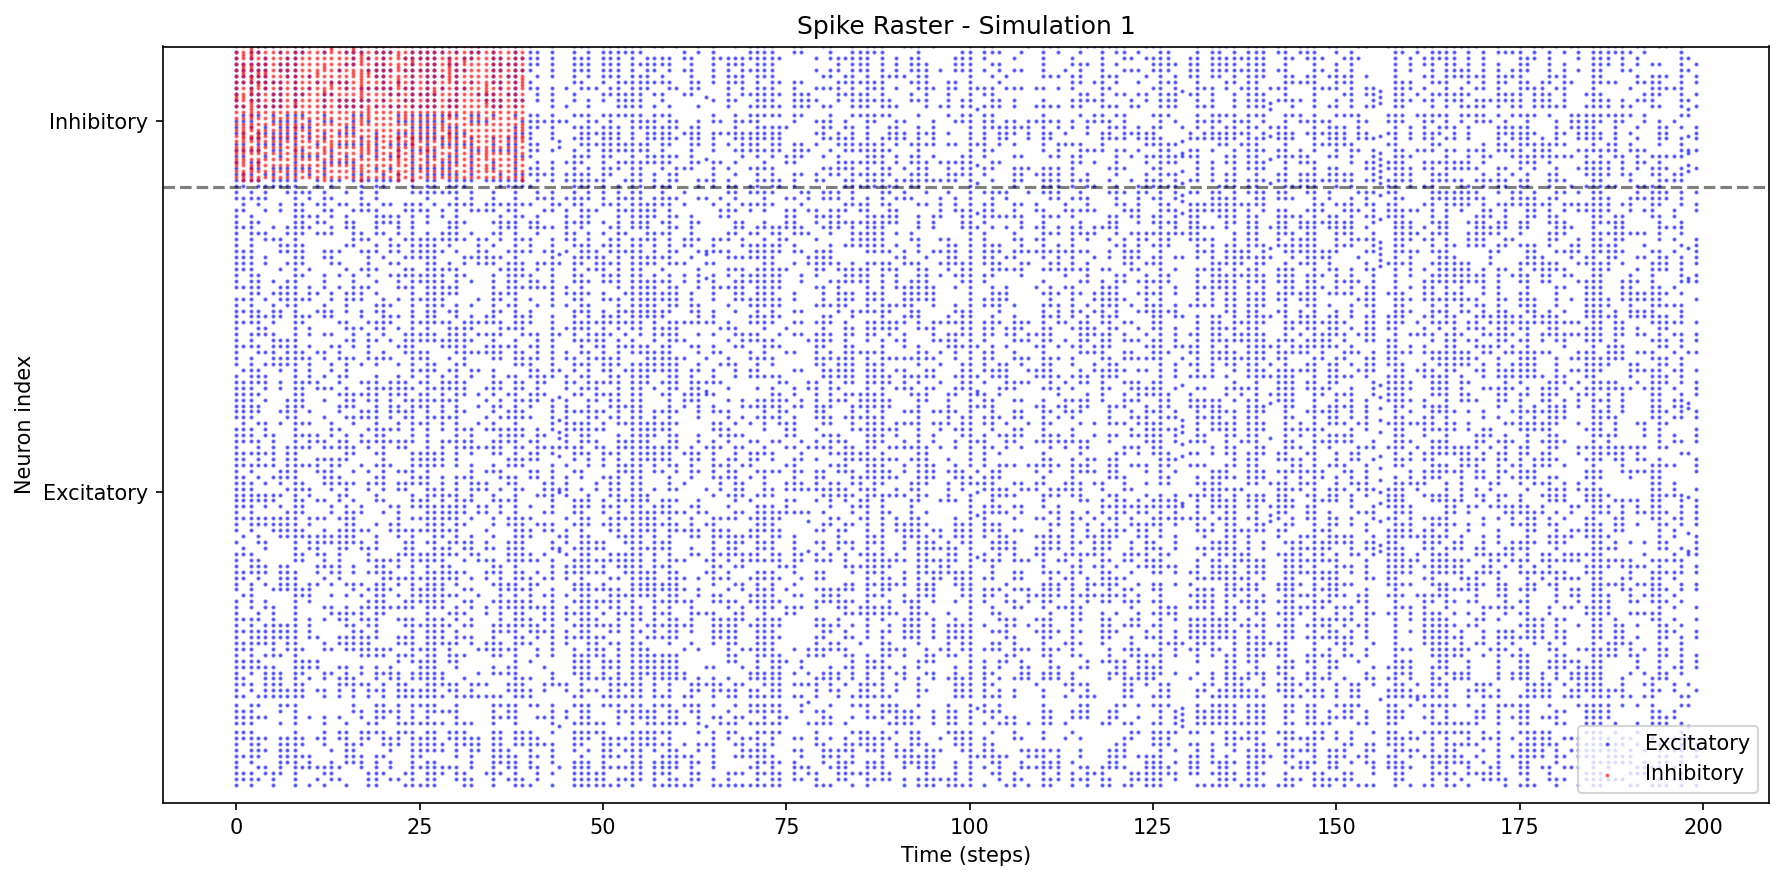 Spike Raster - Simulation 1
Inhibitory
Excitatory
Neuron index
Excitatory
Inhibitory
0 25 50 75 100 125 150 175 200
Time (steps)